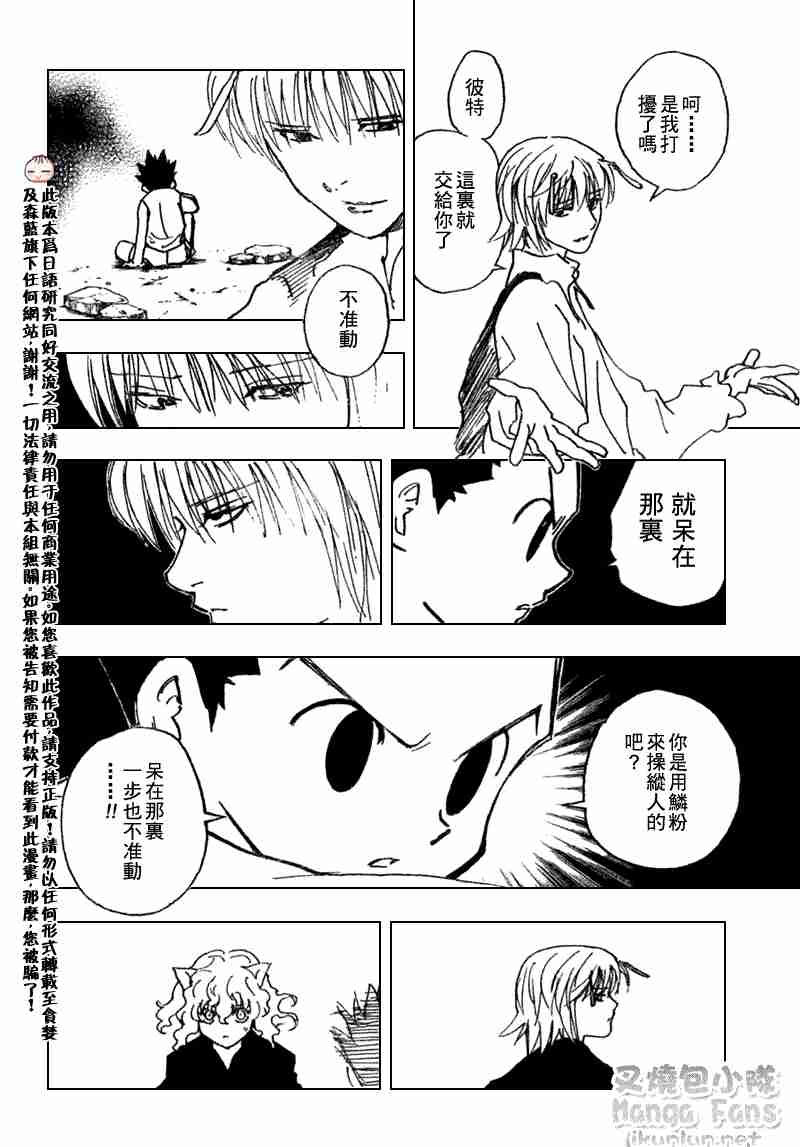 呵……
是我打
擾了嗎
彼特
這裏就
交給你了
不准動
就呆在
那裏
你是用鱗粉
來操縱人的
吧？
呆在那裏
一步也不准動
……!!
此版本爲日語研究同好交流之用，請勿用于任何商業用途。如您喜歡此作品，請支持正版！請勿以任何形式轉載至貪婪
及森藍旗下任何網站，謝謝！一切法律責任與本組無關。如果您被告知需要付款才能看到此漫畫，那麼，您被騙了！
叉燒包小隊
Manga Fans
jikunlun.net